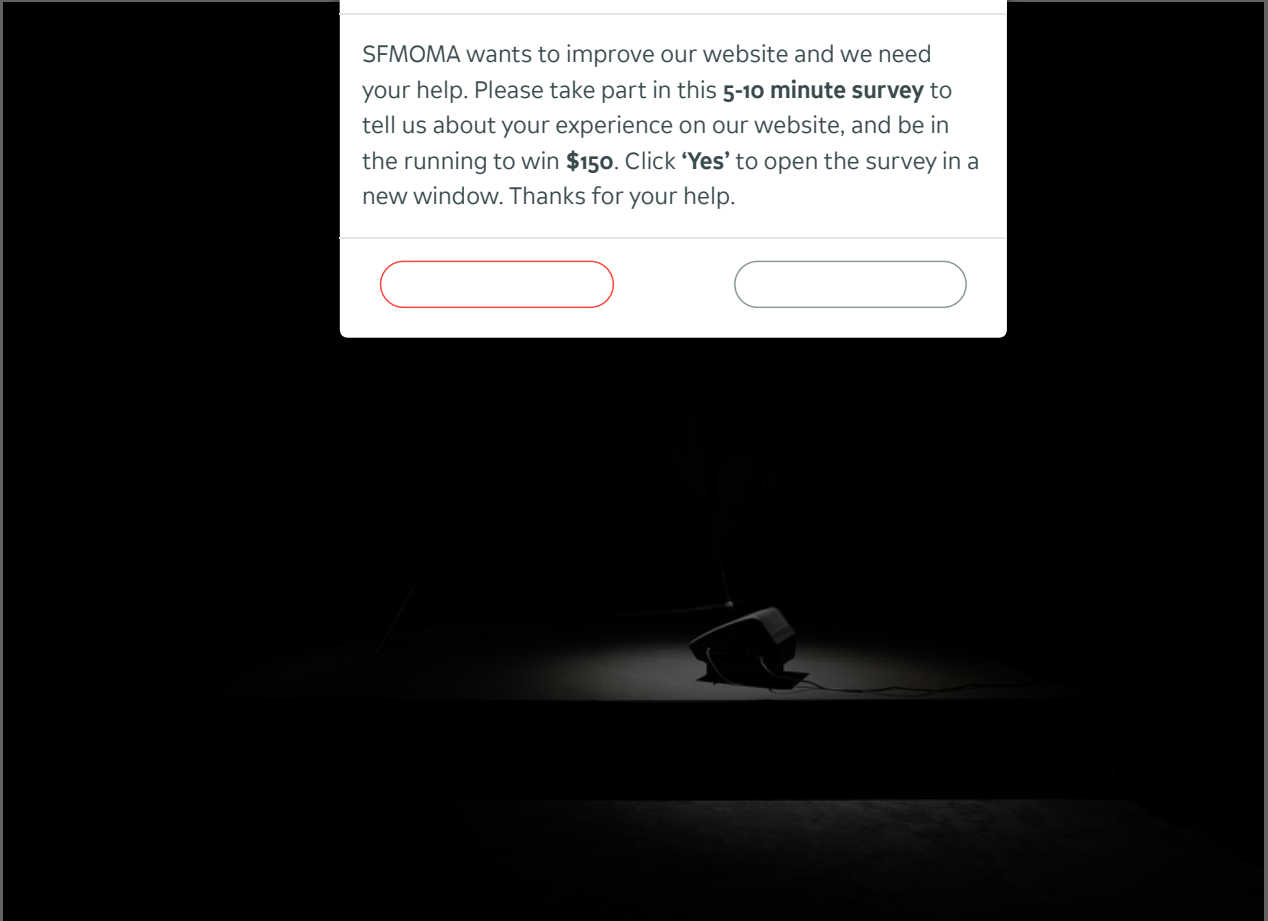 SFMOMA wants to improve our website and we need
your help. Please take part in this 5-10 minute survey to
tell us about your experience on our website, and be in
the running to win $150. Click ‘Yes’ to open the survey in a
new window. Thanks for your help.